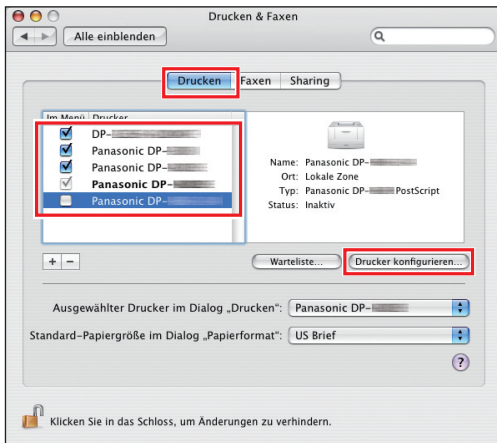 Drucken & Faxen
Alle einblenden
Drucken Faxen Sharing
Im Menü Drucker
DP-
Panasonic DP-
Panasonic DP-
Panasonic DP-
Panasonic DP-
Name: Panasonic DP-
Ort: Lokale Zone
Typ: Panasonic DP- PostScript
Status: Inaktiv
+ −
Warteliste... Drucker konfigurieren...
Ausgewählter Drucker im Dialog „Drucken“: Panasonic DP-
Standard-Papiergröße im Dialog „Papierformat“: US Brief
?
Klicken Sie in das Schloss, um Änderungen zu verhindern.